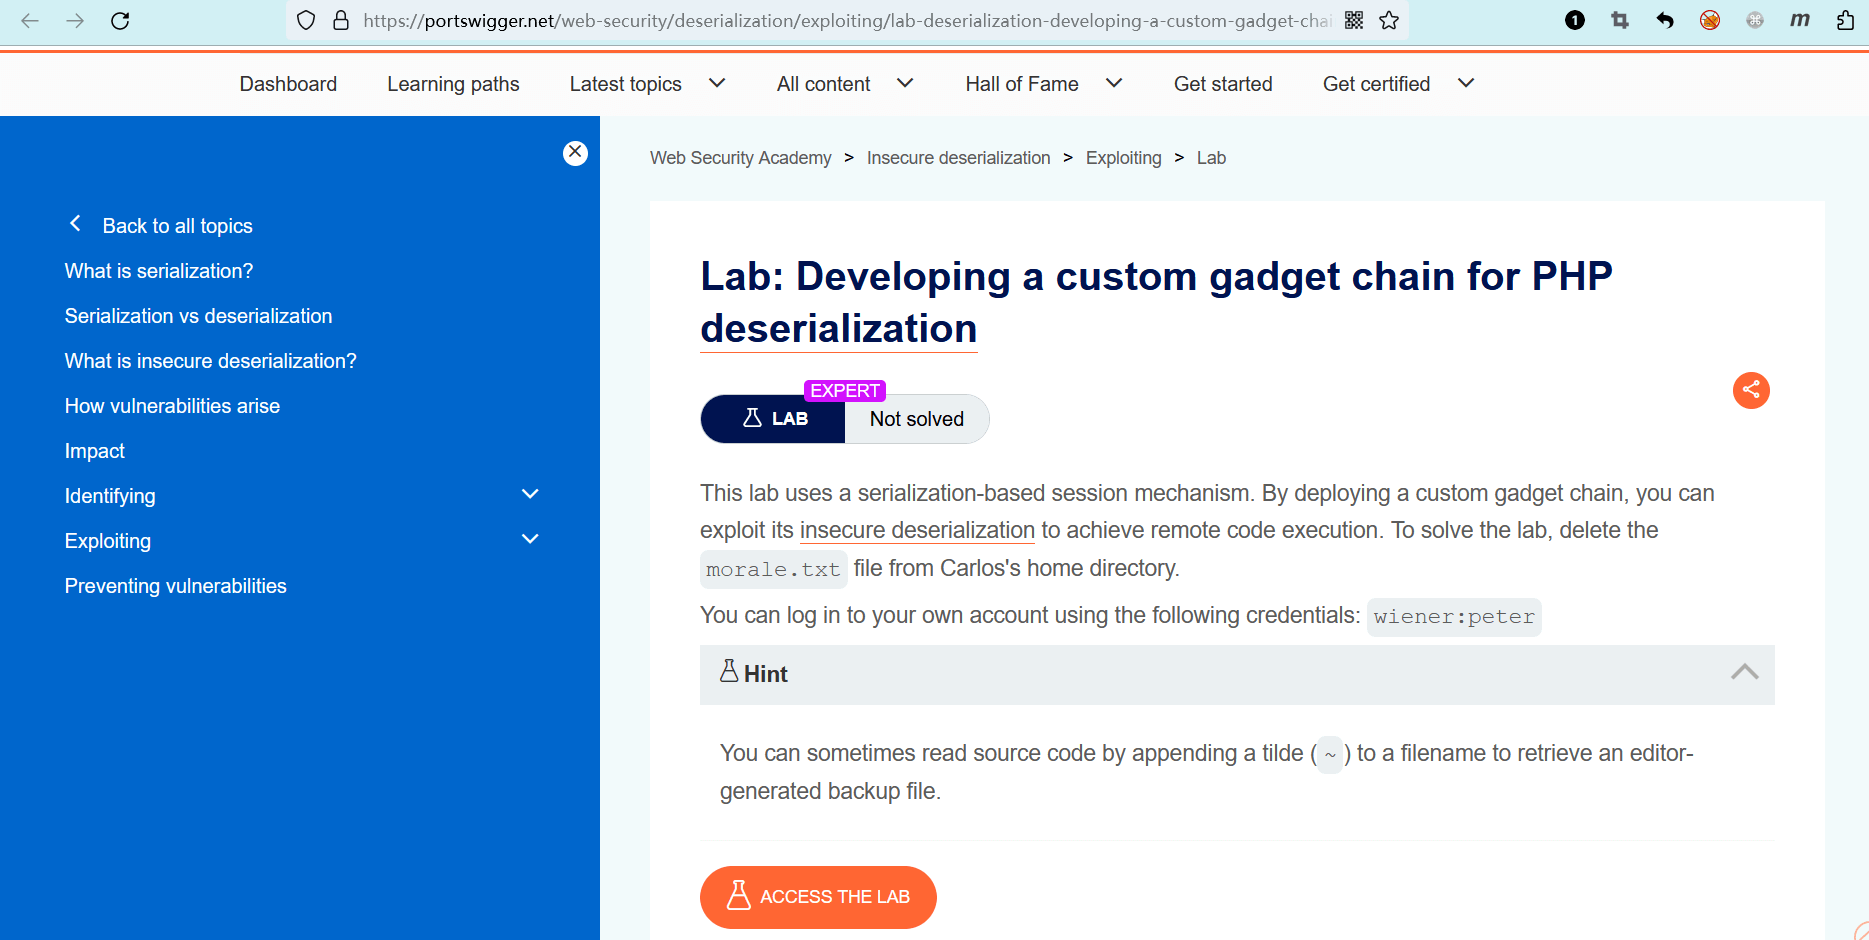 https://portswigger.net/web-security/deserialization/exploiting/lab-deserialization-developing-a-custom-gadget-chai
1
m
Dashboard
Learning paths
Latest topics
All content
Hall of Fame
Get started
Get certified
Back to all topics
What is serialization?
Serialization vs deserialization
What is insecure deserialization?
How vulnerabilities arise
Impact
Identifying
Exploiting
Preventing vulnerabilities
Web Security Academy > Insecure deserialization > Exploiting > Lab
Lab: Developing a custom gadget chain for PHP
deserialization
EXPERT
LAB
Not solved
This lab uses a serialization-based session mechanism. By deploying a custom gadget chain, you can
exploit its insecure deserialization to achieve remote code execution. To solve the lab, delete the
morale.txt file from Carlos's home directory.
You can log in to your own account using the following credentials: wiener:peter
Hint
You can sometimes read source code by appending a tilde (~) to a filename to retrieve an editor-
generated backup file.
ACCESS THE LAB